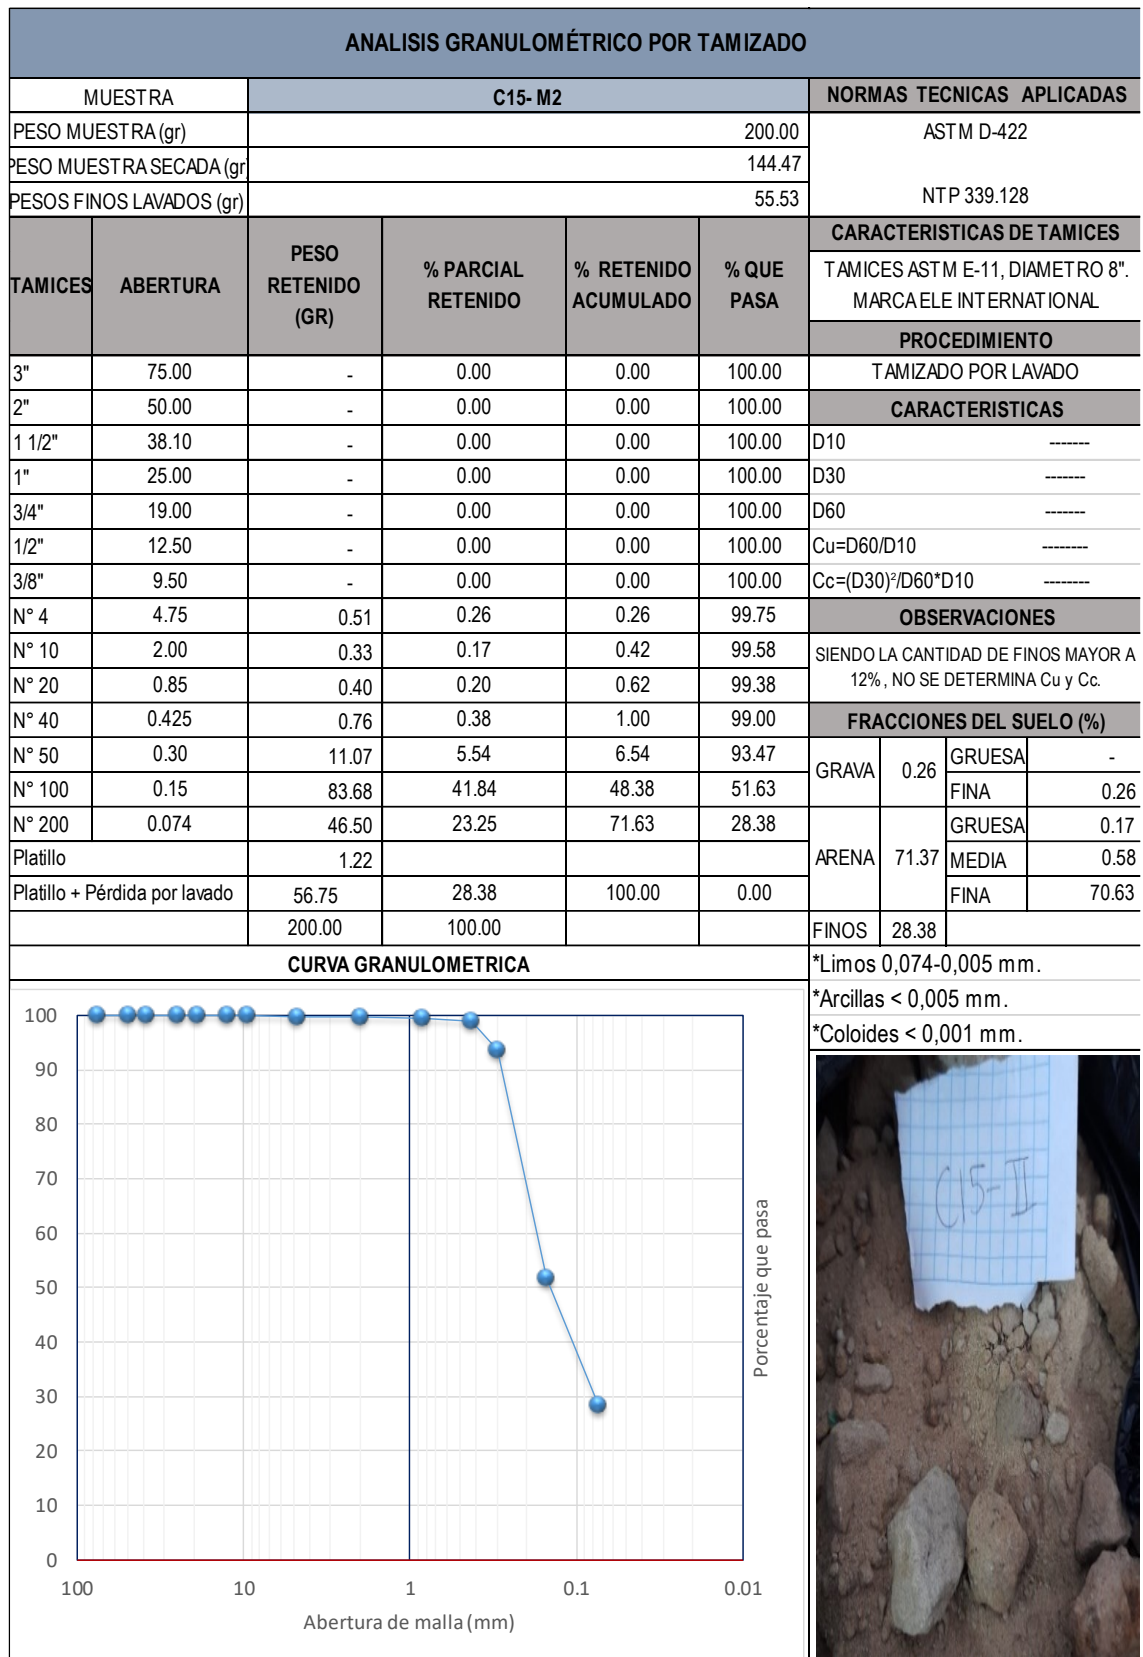 ANALISIS GRANULOMÉTRICO POR TAMIZADO
MUESTRA C15- M2 NORMAS TECNICAS APLICADAS
PESO MUESTRA (gr) 200.00 ASTM D-422
PESO MUESTRA SECADA (gr) 144.47
PESOS FINOS LAVADOS (gr) 55.53 NTP 339.128
TAMICES ABERTURA PESO RETENIDO (GR) % PARCIAL RETENIDO % RETENIDO ACUMULADO % QUE PASA
CARACTERISTICAS DE TAMICES
TAMICES ASTM E-11, DIAMETRO 8".
MARCA ELE INTERNATIONAL
PROCEDIMIENTO
3" 75.00 - 0.00 0.00 100.00 TAMIZADO POR LAVADO
2" 50.00 - 0.00 0.00 100.00 CARACTERISTICAS
1 1/2" 38.10 - 0.00 0.00 100.00 D10 -------
1" 25.00 - 0.00 0.00 100.00 D30 -------
3/4" 19.00 - 0.00 0.00 100.00 D60 -------
1/2" 12.50 - 0.00 0.00 100.00 Cu=D60/D10 --------
3/8" 9.50 - 0.00 0.00 100.00 Cc=(D30)²/D60*D10 --------
N° 4 4.75 0.51 0.26 0.26 99.75 OBSERVACIONES
N° 10 2.00 0.33 0.17 0.42 99.58 SIENDO LA CANTIDAD DE FINOS MAYOR A
N° 20 0.85 0.40 0.20 0.62 99.38 12%, NO SE DETERMINA Cu y Cc.
N° 40 0.425 0.76 0.38 1.00 99.00 FRACCIONES DEL SUELO (%)
N° 50 0.30 11.07 5.54 6.54 93.47 GRAVA 0.26 GRUESA -
N° 100 0.15 83.68 41.84 48.38 51.63 FINA 0.26
N° 200 0.074 46.50 23.25 71.63 28.38 GRUESA 0.17
Platillo 1.22 ARENA 71.37 MEDIA 0.58
Platillo + Pérdida por lavado 56.75 28.38 100.00 0.00 FINA 70.63
200.00 100.00 FINOS 28.38
CURVA GRANULOMETRICA *Limos 0,074-0,005 mm.
*Arcillas < 0,005 mm.
*Coloides < 0,001 mm.
100
90
80
70
60
50
40
30
20
10
0
100 10 1 0.1 0.01
Abertura de malla (mm)
Porcentaje que pasa
C15-II